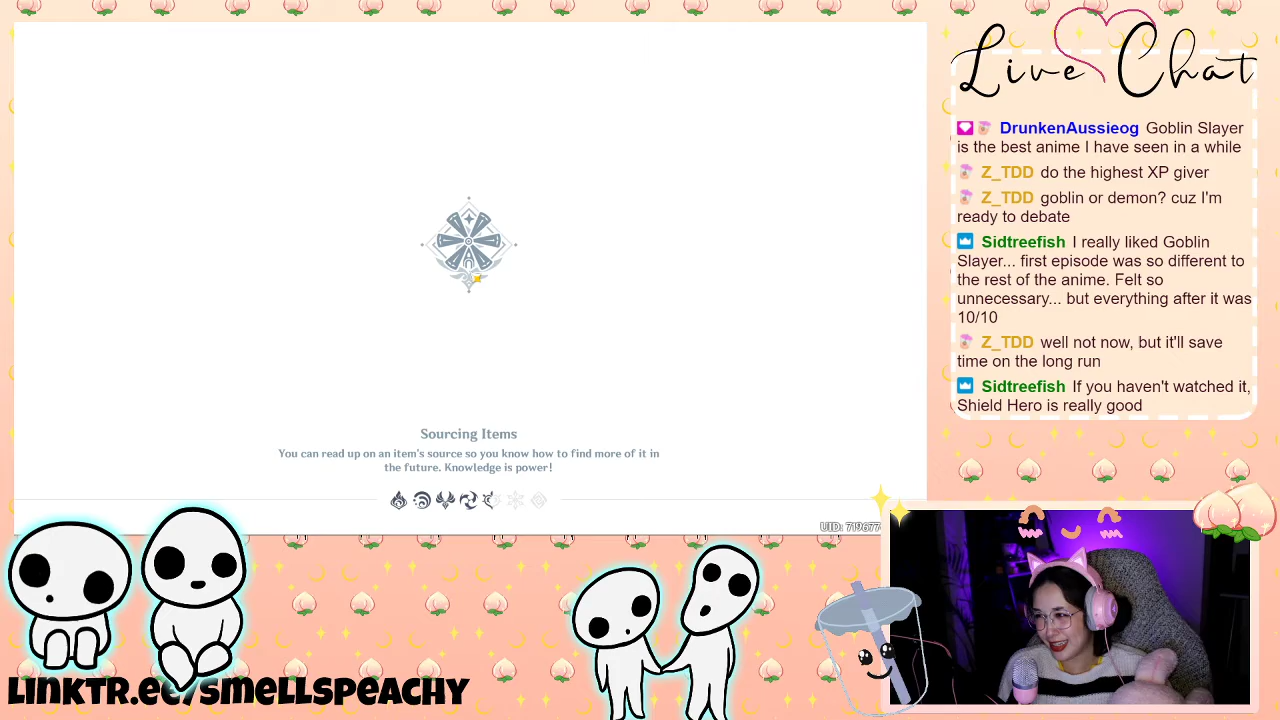 Live Chat
DrunkenAussieog Goblin Slayer
is the best anime I have seen in a while
Z_TDD do the highest XP giver
Z_TDD goblin or demon? cuz I'm
ready to debate
Sidtreefish I really liked Goblin
Slayer... first episode was so different to
the rest of the anime. Felt so
unnecessary... but everything after it was
10/10
Z_TDD well not now, but it'll save
time on the long run
Sidtreefish If you haven't watched it,
Shield Hero is really good
Sourcing Items
You can read up on an item's source so you know how to find more of it in
the future. Knowledge is power!
UID: 719677
linktr.ee/smellspeachy